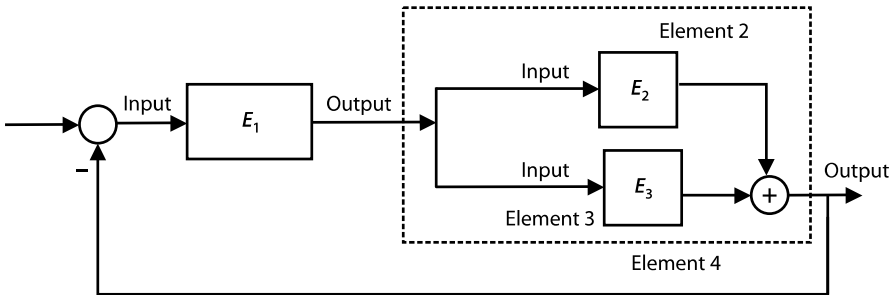 Element 2
Input
E2
Input
E1
Output
Input
E3
Output
+
−
Element 3
Element 4